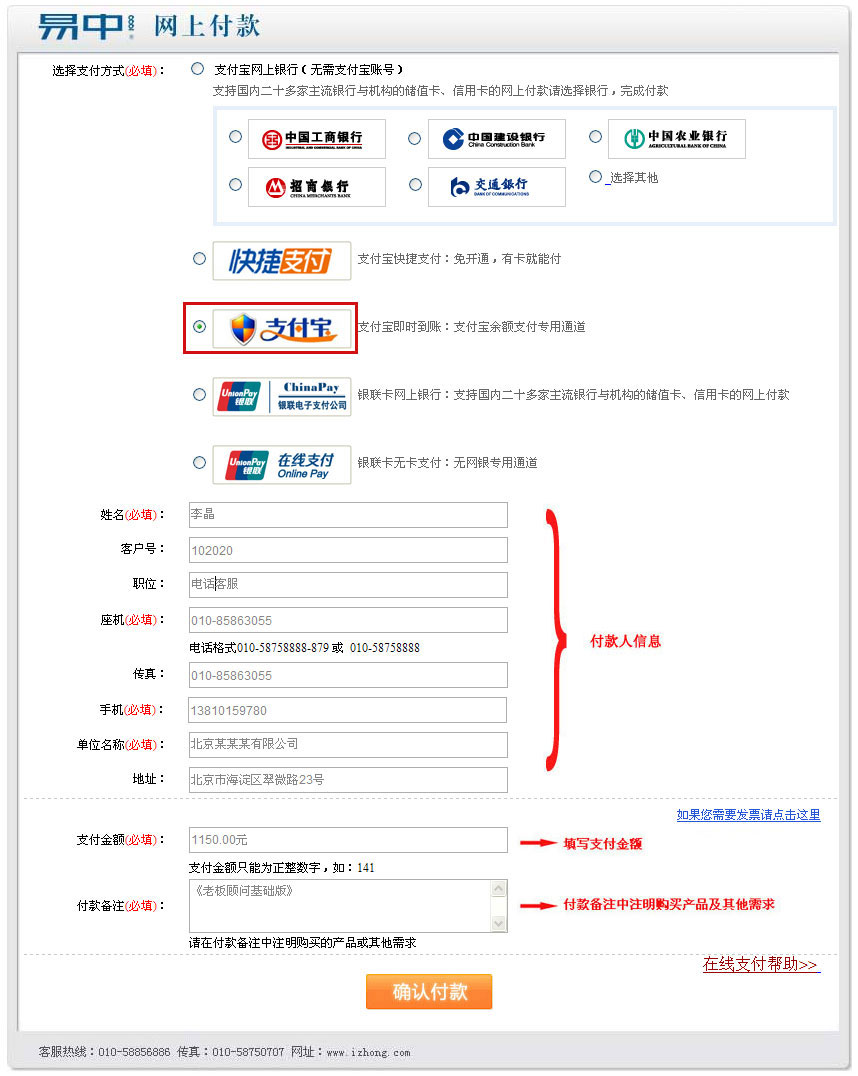 易中 网上付款
选择支付方式(必填)： 支付宝网上银行（无需支付宝账号）
支持国内二十多家主流银行与机构的储值卡、信用卡的网上付款请选择银行，完成付款
中国工商银行 INDUSTRIAL AND COMMERCIAL BANK OF CHINA 中国建设银行 China Construction Bank 中国农业银行 AGRICULTURAL BANK OF CHINA
招商银行 CHINA MERCHANTS BANK 交通银行 BANK OF COMMUNICATIONS 选择其他
快捷支付 支付宝快捷支付：免开通，有卡就能付
支付宝 支付宝即时到账：支付宝余额支付专用通道
UnionPay 银联 ChinaPay 银联电子支付公司 银联卡网上银行：支持国内二十多家主流银行与机构的储值卡、信用卡的网上付款
UnionPay 银联 在线支付 Online Pay 银联卡无卡支付：无网银专用通道
姓名(必填)： 李晶
客户号： 102020
职位： 电话客服
座机(必填)： 010-85863055
电话格式010-58758888-879 或 010-58758888
付款人信息
传真： 010-85863055
手机(必填)： 13810159780
单位名称(必填)： 北京某某某有限公司
地址： 北京市海淀区翠微路23号
如果您需要发票请点击这里
支付金额(必填)： 1150.00元 填写支付金额
支付金额只能为正整数字，如：141
付款备注(必填)： 《老板顾问基础版》 付款备注中注明购买产品及其他需求
请在付款备注中注明购买的产品或其他需求
在线支付帮助>>
确认付款
客服热线：010-58856886 传真：010-58750707 网址：www.izhong.com